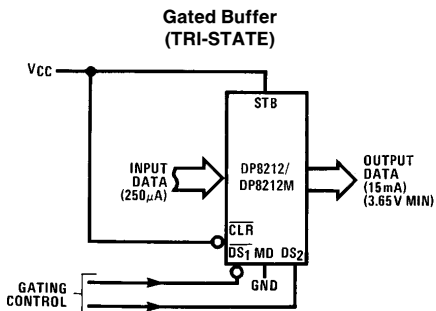 Gated Buffer
(TRI-STATE)
VCC
STB
INPUT
DATA
(250μA)
DP8212/
DP8212M
OUTPUT
DATA
(15mA)
(3.65V MIN)
CLR
DS1 MD DS2
GATING
CONTROL
GND